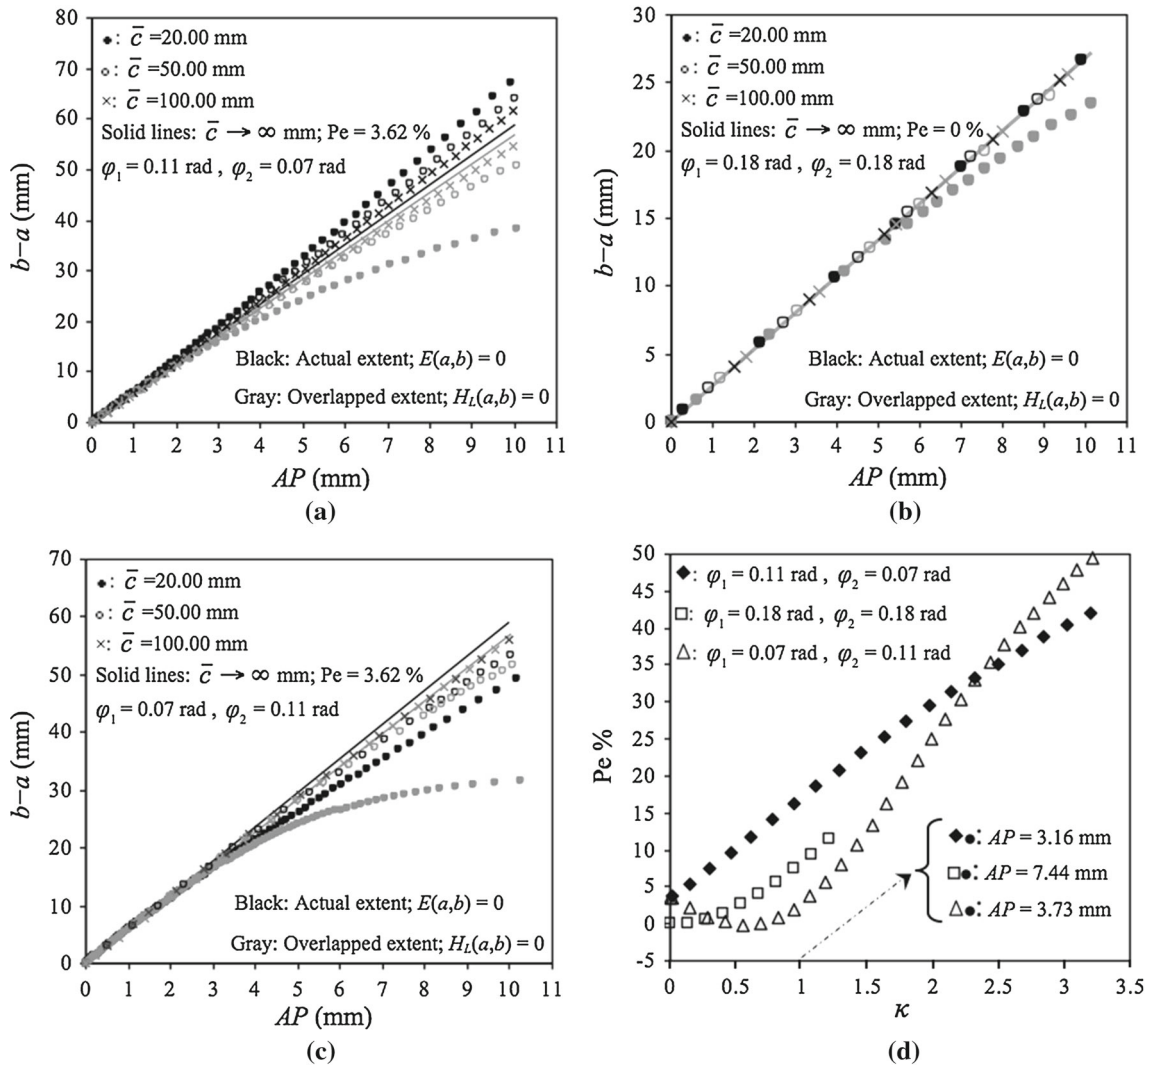 80
70
60
50
40
30
20
10
0
b–a (mm)
●: c̅ =20.00 mm
○: c̅ =50.00 mm
×: c̅ =100.00 mm
Solid lines: c̅ → ∞ mm; Pe = 3.62 %
φ1 = 0.11 rad , φ2 = 0.07 rad
Black: Actual extent; E(a,b) = 0
Gray: Overlapped extent; HL(a,b) = 0
0 1 2 3 4 5 6 7 8 9 10 11
AP (mm)
(a)
30
25
20
15
10
5
0
b–a (mm)
●: c̅ =20.00 mm
○: c̅ =50.00 mm
×: c̅ =100.00 mm
Solid lines: c̅ → ∞ mm; Pe = 0 %
φ1 = 0.18 rad , φ2 = 0.18 rad
Black: Actual extent; E(a,b) = 0
Gray: Overlapped extent; HL(a,b) = 0
0 1 2 3 4 5 6 7 8 9 10 11
AP (mm)
(b)
70
60
50
40
30
20
10
0
b–a (mm)
●: c̅ =20.00 mm
○: c̅ =50.00 mm
×: c̅ =100.00 mm
Solid lines: c̅ → ∞ mm; Pe = 3.62 %
φ1 = 0.07 rad , φ2 = 0.11 rad
Black: Actual extent; E(a,b) = 0
Gray: Overlapped extent; HL(a,b) = 0
0 1 2 3 4 5 6 7 8 9 10 11
AP (mm)
(c)
50
45
40
35
30
25
20
15
10
5
0
-5
Pe %
◆: φ1 = 0.11 rad , φ2 = 0.07 rad
□: φ1 = 0.18 rad , φ2 = 0.18 rad
△: φ1 = 0.07 rad , φ2 = 0.11 rad
◆●: AP = 3.16 mm
□●: AP = 7.44 mm
△●: AP = 3.73 mm
0 0.5 1 1.5 2 2.5 3 3.5
κ
(d)